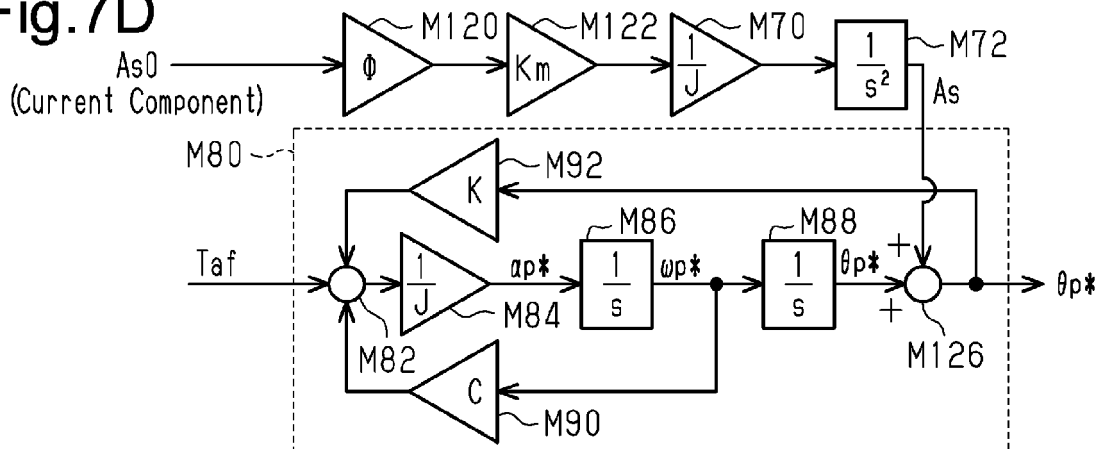 Fig.7D
M120
M122
M70
M72
As0
(Current Component)
Φ
Km
1
J
1
s²
As
M80
M92
K
M86
M88
Taf
1
J
αp*
1
s
ωp*
1
s
θp*
+
+
θp*
M84
M82
M126
C
M90